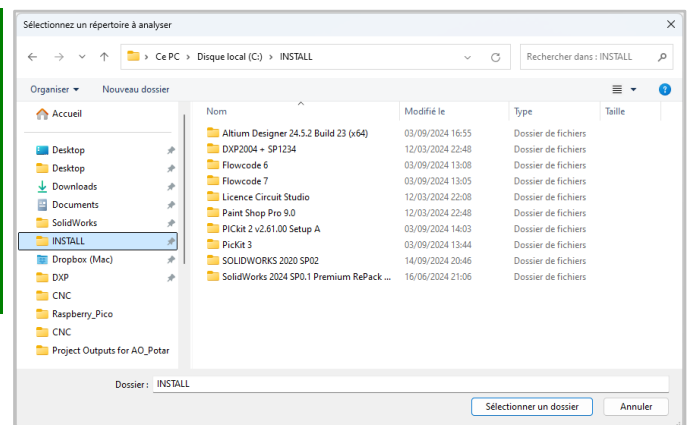 Sélectionnez un répertoire à analyser
Ce PC > Disque local (C:) > INSTALL
Rechercher dans : INSTALL
Organiser Nouveau dossier
Accueil
Desktop
Desktop
Downloads
Documents
SolidWorks
INSTALL
Dropbox (Mac)
DXP
CNC
Raspberry_Pico
CNC
Project Outputs for AO_Potar
Nom Modifié le Type Taille
Altium Designer 24.5.2 Build 23 (x64) 03/09/2024 16:55 Dossier de fichiers
DXP2004 + SP1234 12/03/2024 22:48 Dossier de fichiers
Flowcode 6 03/09/2024 13:08 Dossier de fichiers
Flowcode 7 03/09/2024 13:05 Dossier de fichiers
Licence Circuit Studio 12/03/2024 22:08 Dossier de fichiers
Paint Shop Pro 9.0 12/03/2024 22:48 Dossier de fichiers
PICkit 2 v2.61.00 Setup A 03/09/2024 14:03 Dossier de fichiers
PicKit 3 03/09/2024 13:44 Dossier de fichiers
SOLIDWORKS 2020 SP02 14/09/2024 20:46 Dossier de fichiers
SolidWorks 2024 SP0.1 Premium RePack ... 16/06/2024 21:06 Dossier de fichiers
Dossier : INSTALL
Sélectionner un dossier Annuler